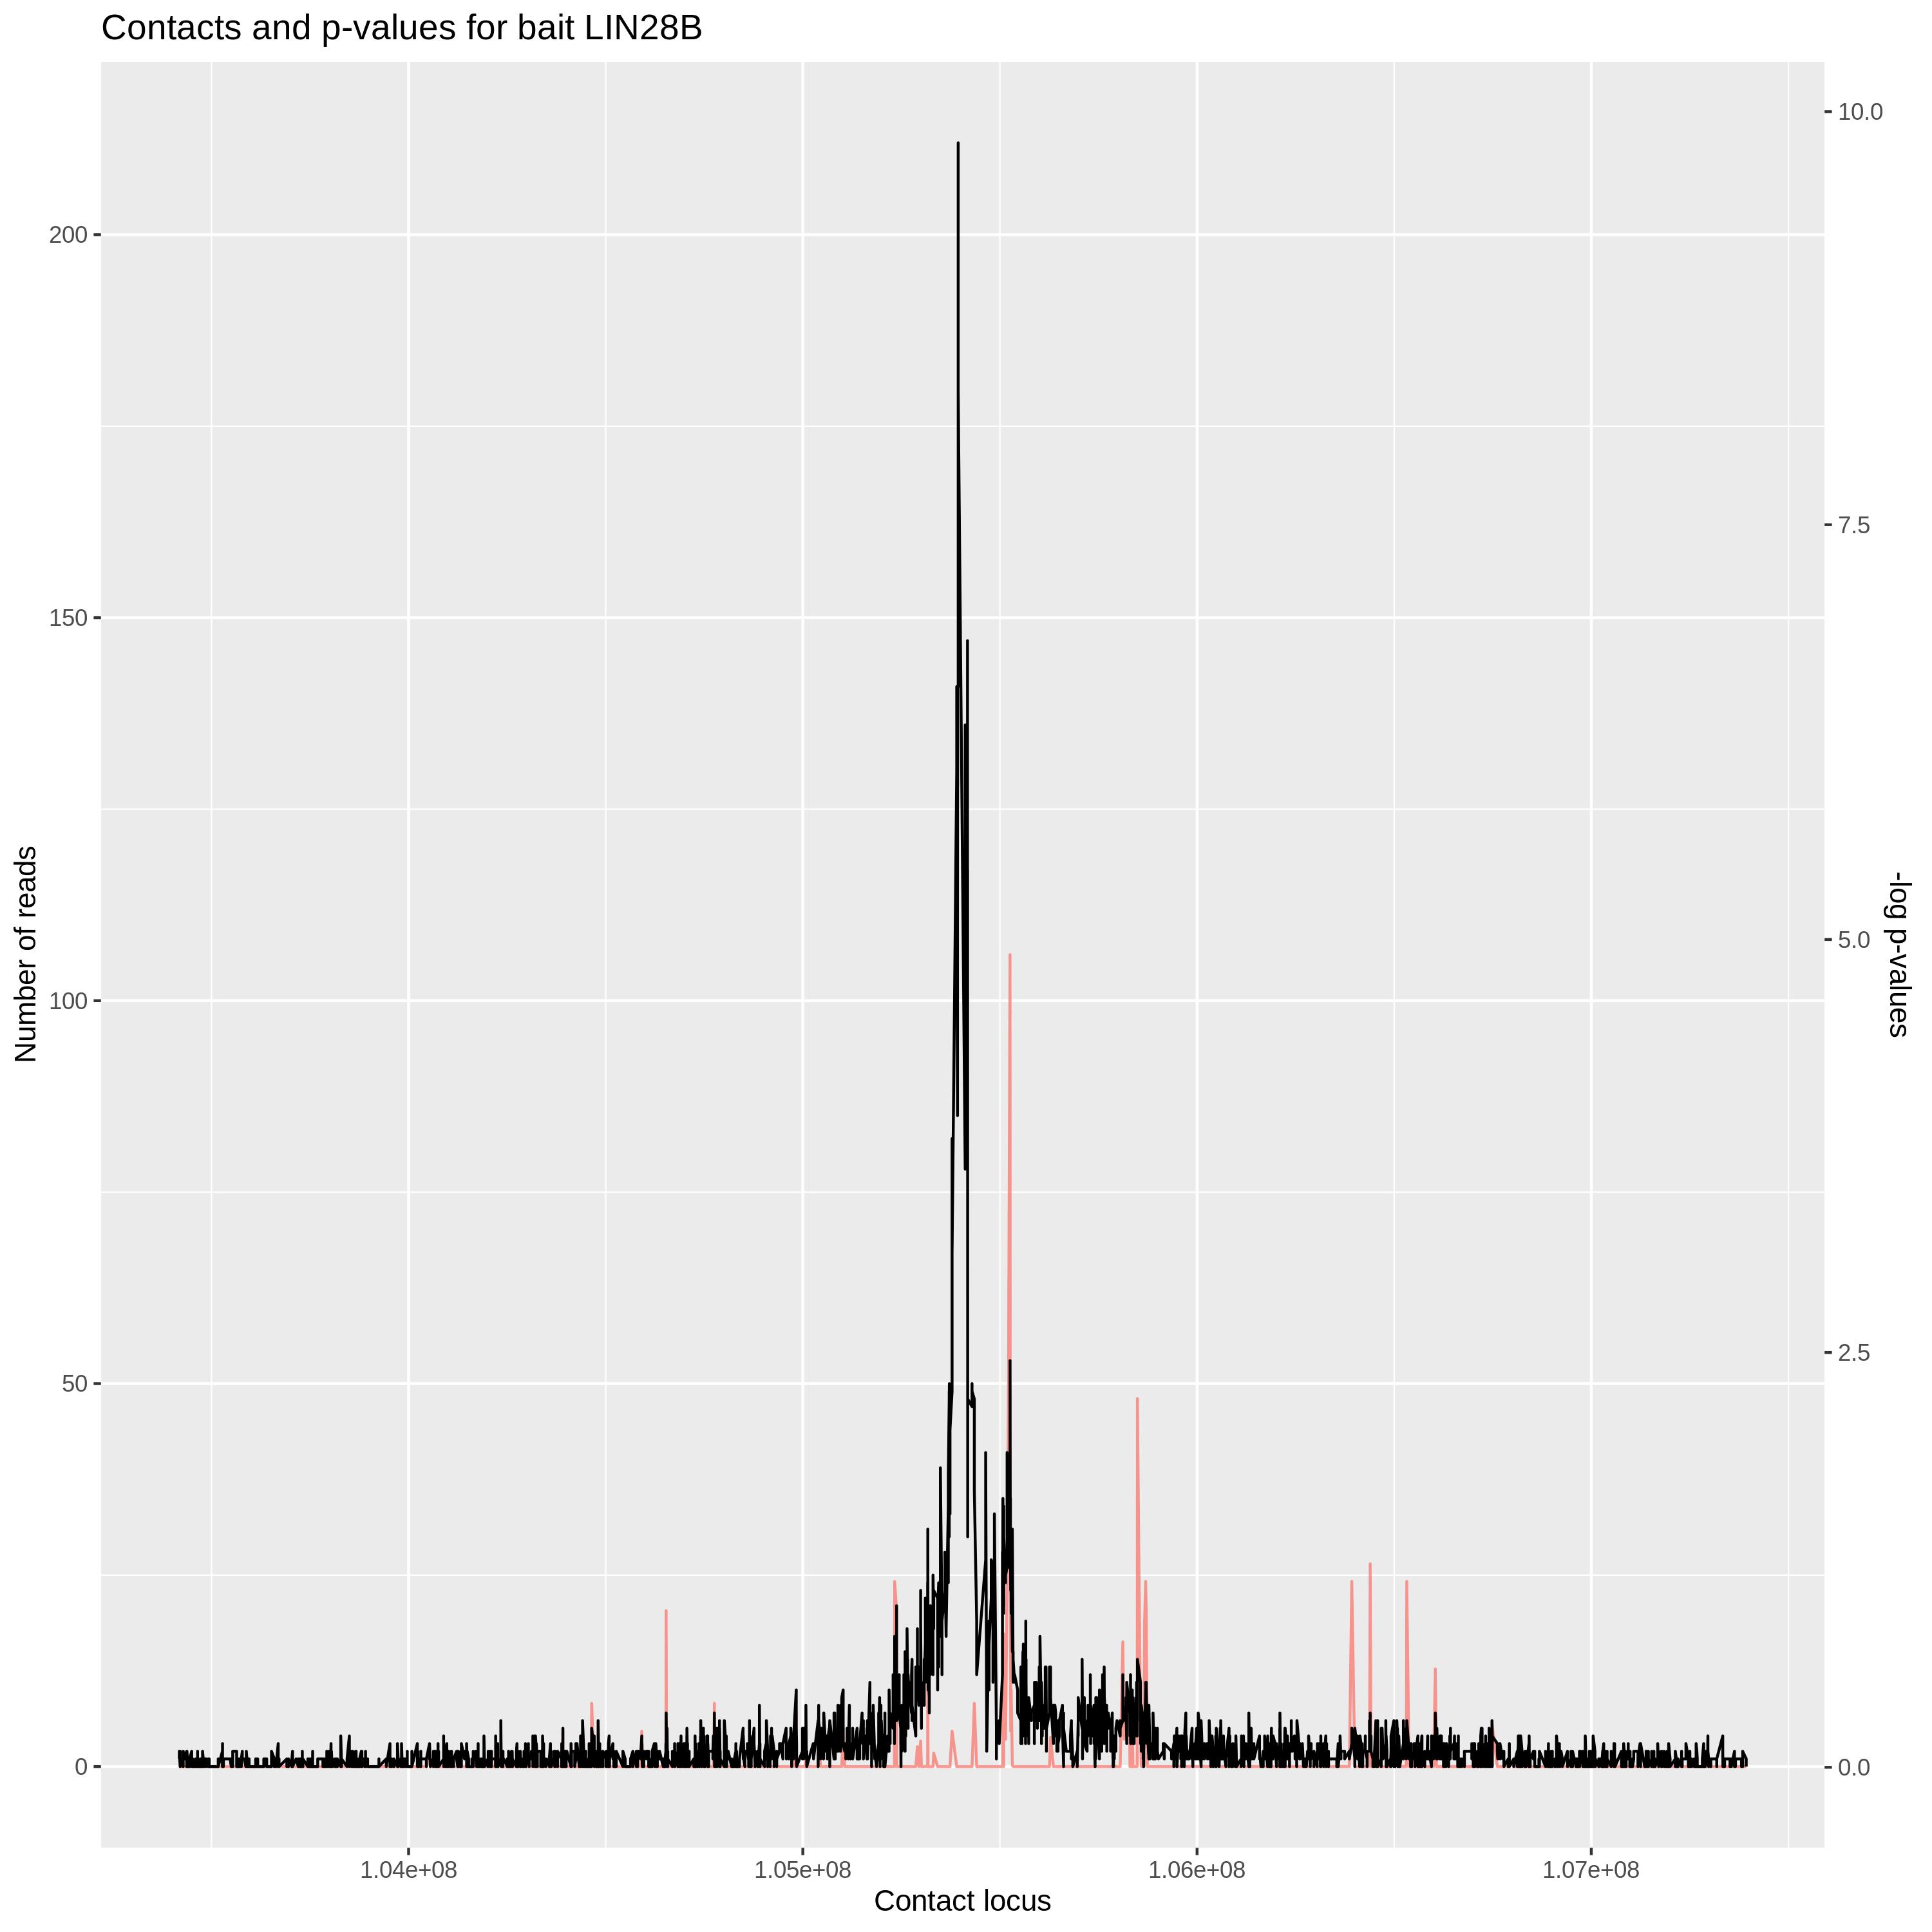 Contacts and p-values for bait LIN28B
Number of reads
200
150
100
50
0
10.0
7.5
5.0
2.5
0.0
-log p-values
1.04e+08 1.05e+08 1.06e+08 1.07e+08
Contact locus